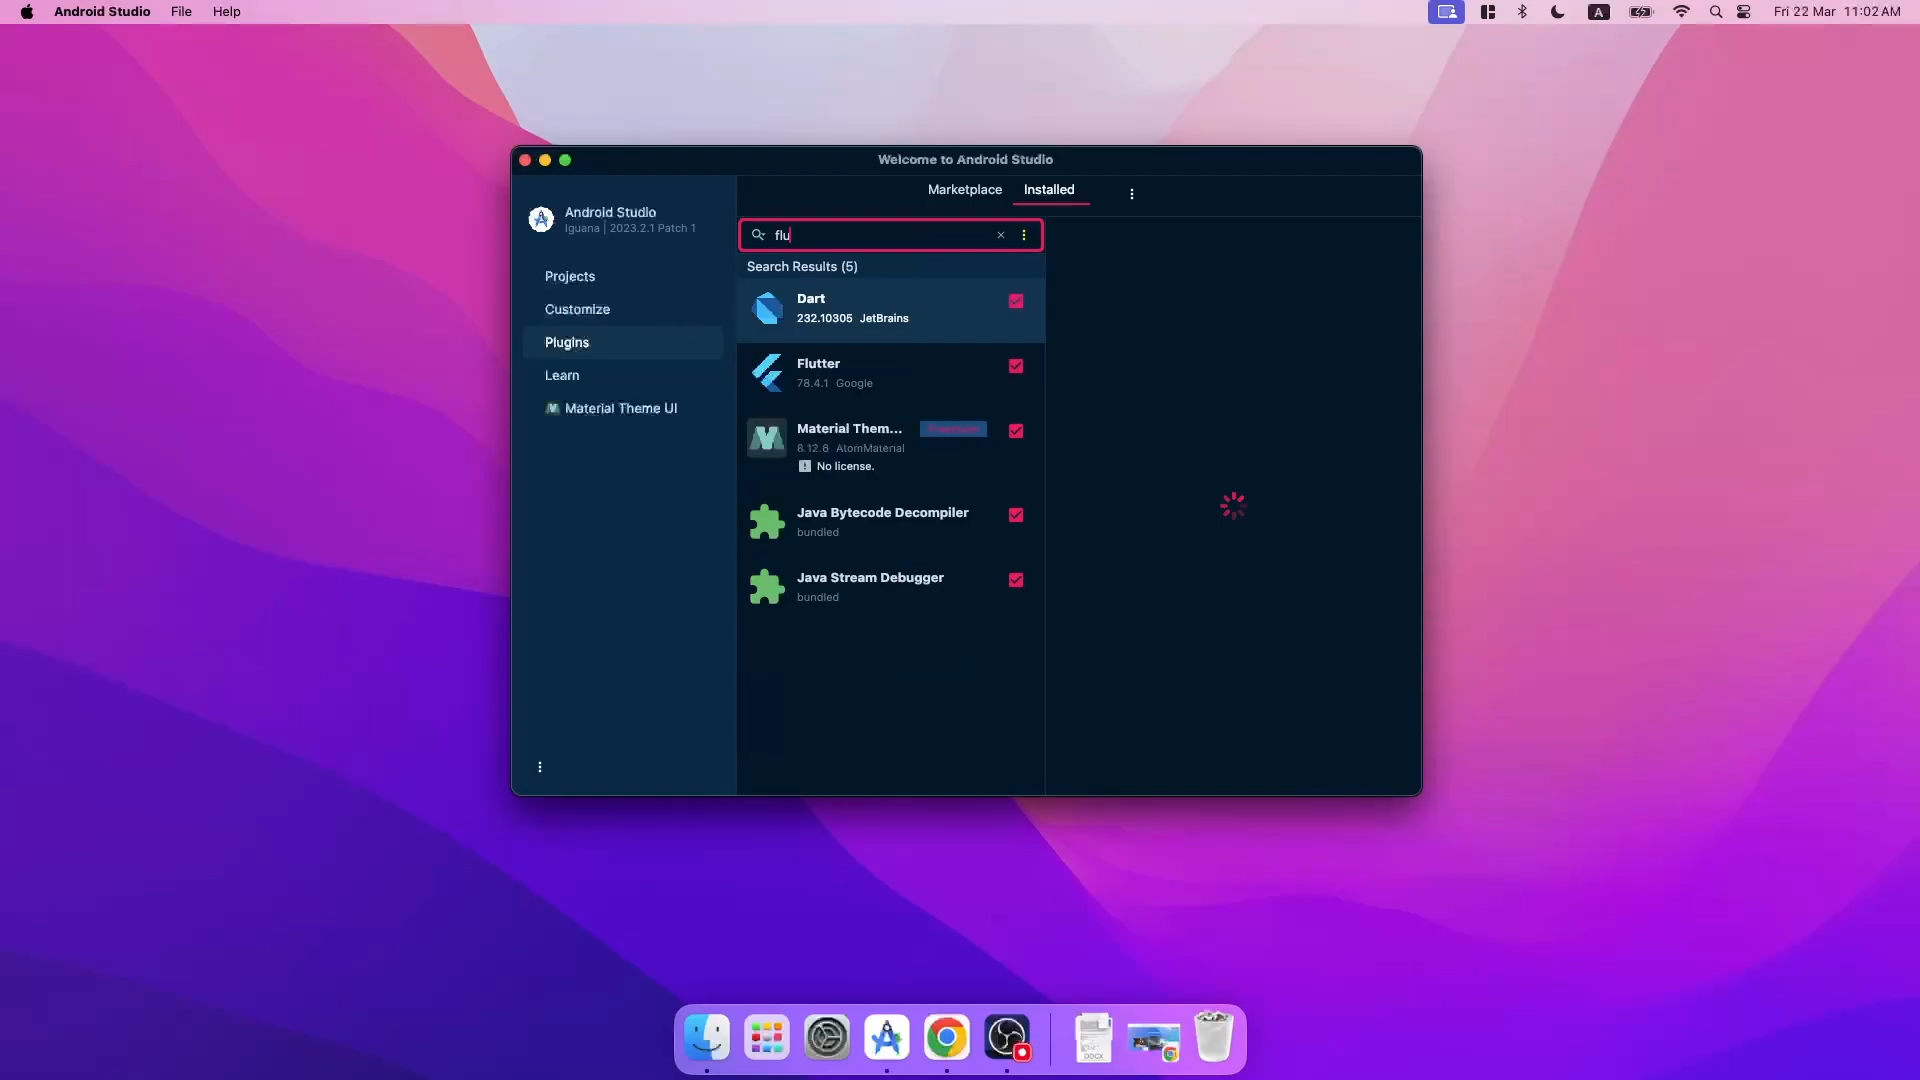 Android Studio File Help
A
Fri 22 Mar 11:02 AM
Welcome to Android Studio
Marketplace Installed
Android Studio
Iguana | 2023.2.1 Patch 1
Projects
Customize
Plugins
Learn
Material Theme UI
flu
Search Results (5)
Dart
232.10305 JetBrains
Flutter
78.4.1 Google
Material Them...
8.12.6 AtomMaterial
No license.
Java Bytecode Decompiler
bundled
Java Stream Debugger
bundled
DOCX